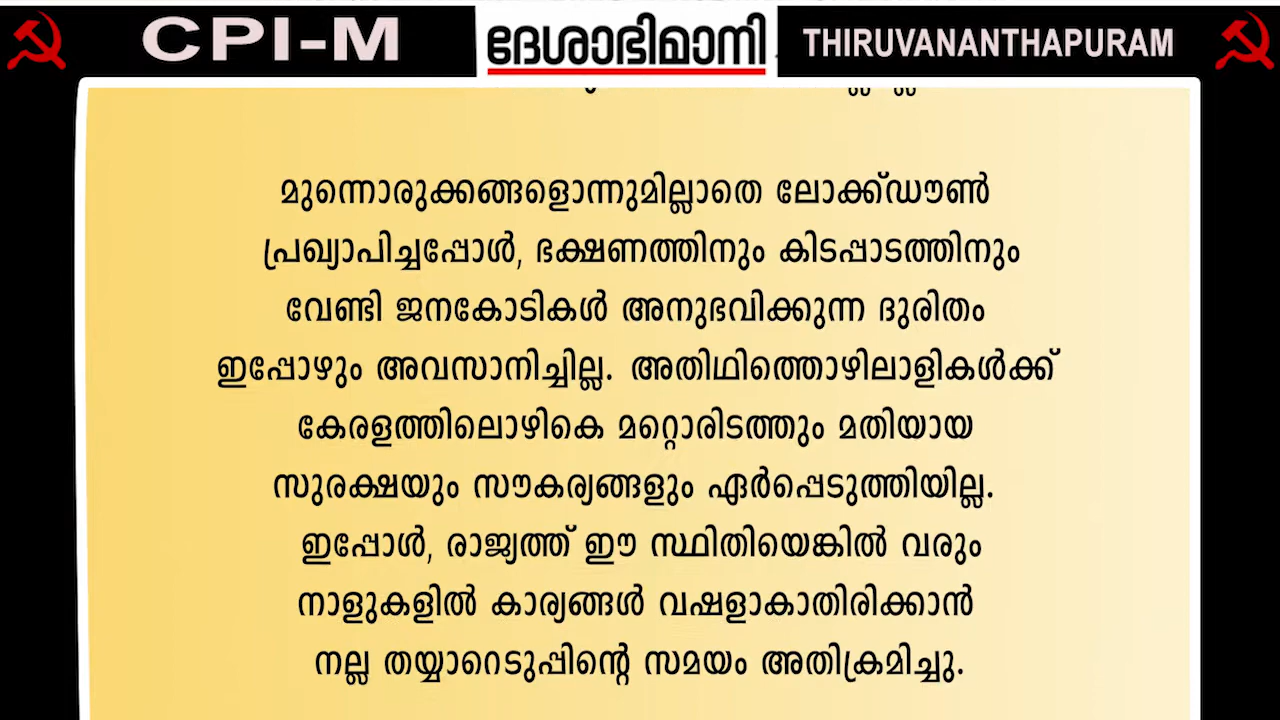 CPI-M ദേശാഭിമാനി THIRUVANANTHAPURAM
മുന്നൊരുക്കങ്ങളൊന്നുമില്ലാതെ ലോക്ക്ഡൗൺ
പ്രഖ്യാപിച്ചപ്പോൾ, ഭക്ഷണത്തിനും കിടപ്പാടത്തിനും
വേണ്ടി ജനകോടികൾ അനുഭവിക്കുന്ന ദുരിതം
ഇപ്പോഴും അവസാനിച്ചില്ല. അതിഥിത്തൊഴിലാളികൾക്ക്
കേരളത്തിലൊഴികെ മറ്റൊരിടത്തും മതിയായ
സുരക്ഷയും സൗകര്യങ്ങളും ഏർപ്പെടുത്തിയില്ല.
ഇപ്പോൾ, രാജ്യത്ത് ഈ സ്ഥിതിയെങ്കിൽ വരും
നാളുകളിൽ കാര്യങ്ങൾ വഷളാകാതിരിക്കാൻ
നല്ല തയ്യാറെടുപ്പിന്റെ സമയം അതിക്രമിച്ചു.